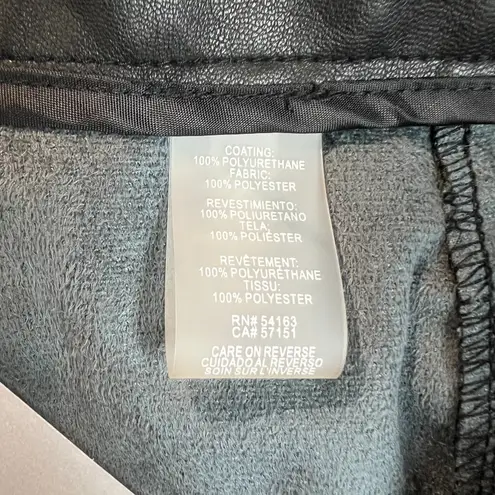 COATING:
100% POLYURETHANE
FABRIC:
100% POLYESTER
REVESTIMIENTO:
100% POLIURETANO
TELA:
100% POLIÉSTER
REVÊTEMENT:
100% POLYURÉTHANE
TISSU:
100% POLYESTER
RN# 54163
CA# 57151
CARE ON REVERSE
CUIDADO AL REVERSO
SOIN SUR L'INVERSE